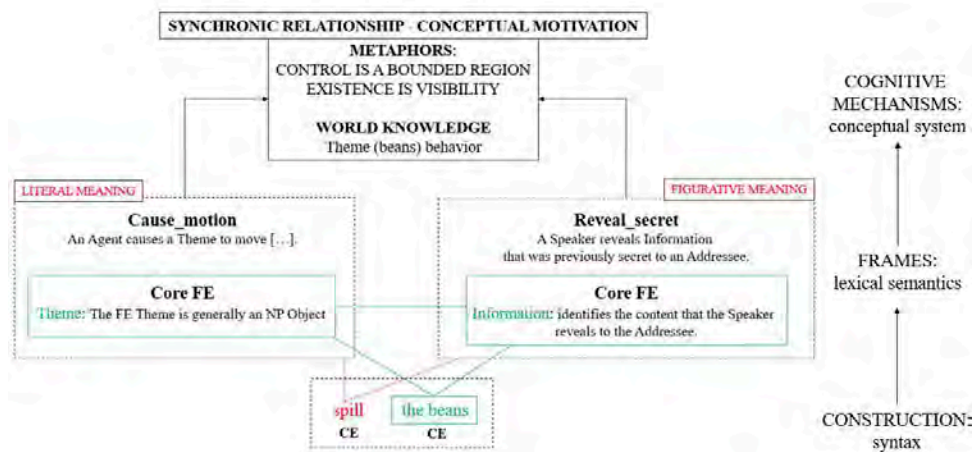 SYNCHRONIC RELATIONSHIP - CONCEPTUAL MOTIVATION
METAPHORS:
CONTROL IS A BOUNDED REGION
EXISTENCE IS VISIBILITY
WORLD KNOWLEDGE
Theme (beans) behavior
LITERAL MEANING
Cause_motion
An Agent causes a Theme to move […].
Core FE
Theme: The FE Theme is generally an NP Object
FIGURATIVE MEANING
Reveal_secret
A Speaker reveals Information
that was previously secret to an Addressee.
Core FE
Information: identifies the content that the Speaker
reveals to the Addressee.
spill
CE
the beans
CE
COGNITIVE
MECHANISMS:
conceptual system
FRAMES:
lexical semantics
CONSTRUCTION:
syntax